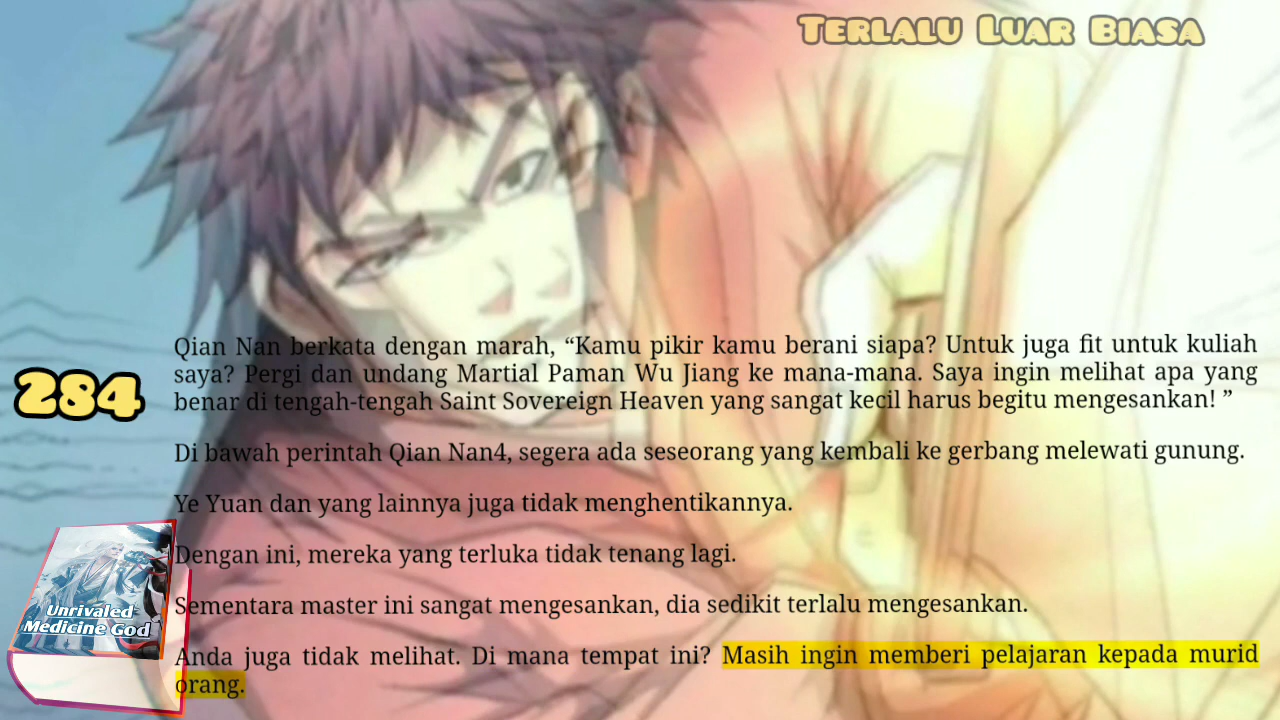 TERLALU LUAR BIASA
Qian Nan berkata dengan marah, “Kamu pikir kamu berani siapa? Untuk juga fit untuk kuliah
saya? Pergi dan undang Martial Paman Wu Jiang ke mana-mana. Saya ingin melihat apa yang
benar di tengah-tengah Saint Sovereign Heaven yang sangat kecil harus begitu mengesankan! ”
284
Di bawah perintah Qian Nan4, segera ada seseorang yang kembali ke gerbang melewati gunung.
Ye Yuan dan yang lainnya juga tidak menghentikannya.
Dengan ini, mereka yang terluka tidak tenang lagi.
Sementara master ini sangat mengesankan, dia sedikit terlalu mengesankan.
Anda juga tidak melihat. Di mana tempat ini? Masih ingin memberi pelajaran kepada murid
orang.
Unrivaled
Medicine God